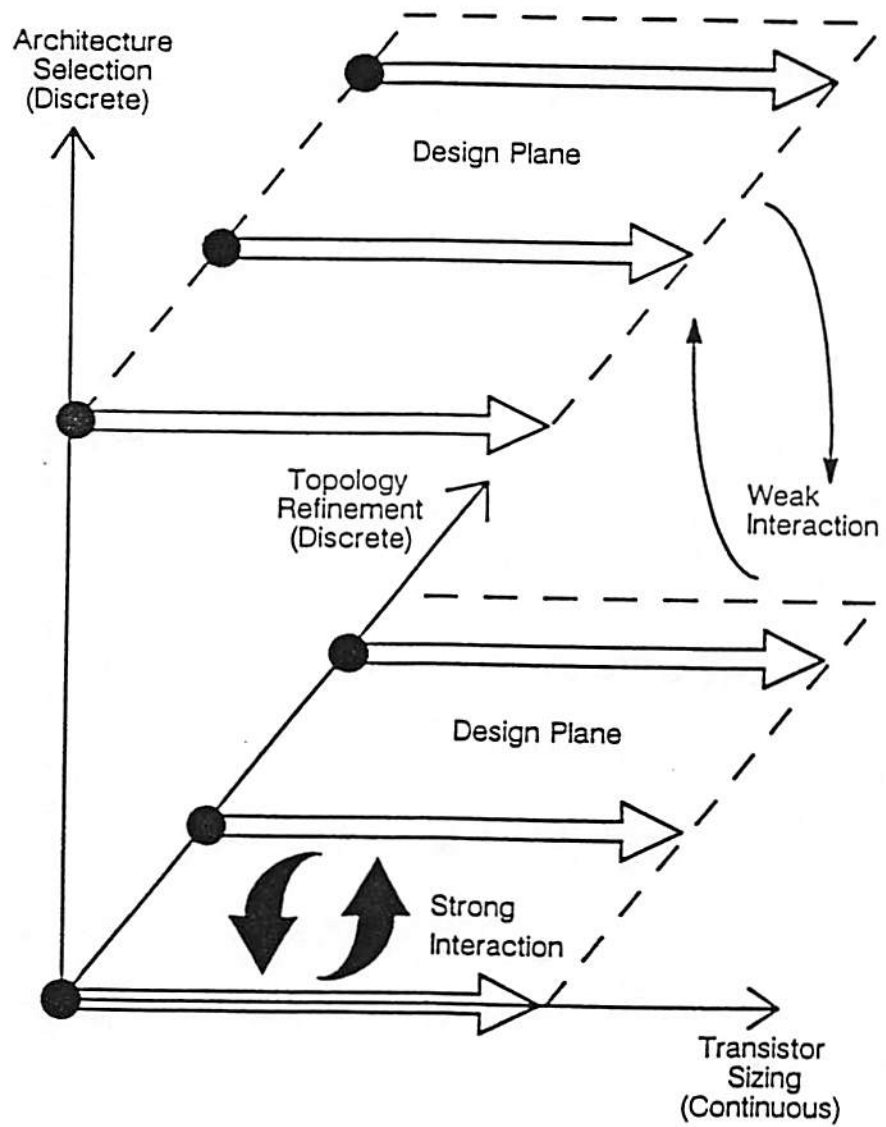 Architecture
Selection
(Discrete)
Design Plane
Topology
Refinement
(Discrete)
Weak
Interaction
Design Plane
Strong
Interaction
Transistor
Sizing
(Continuous)